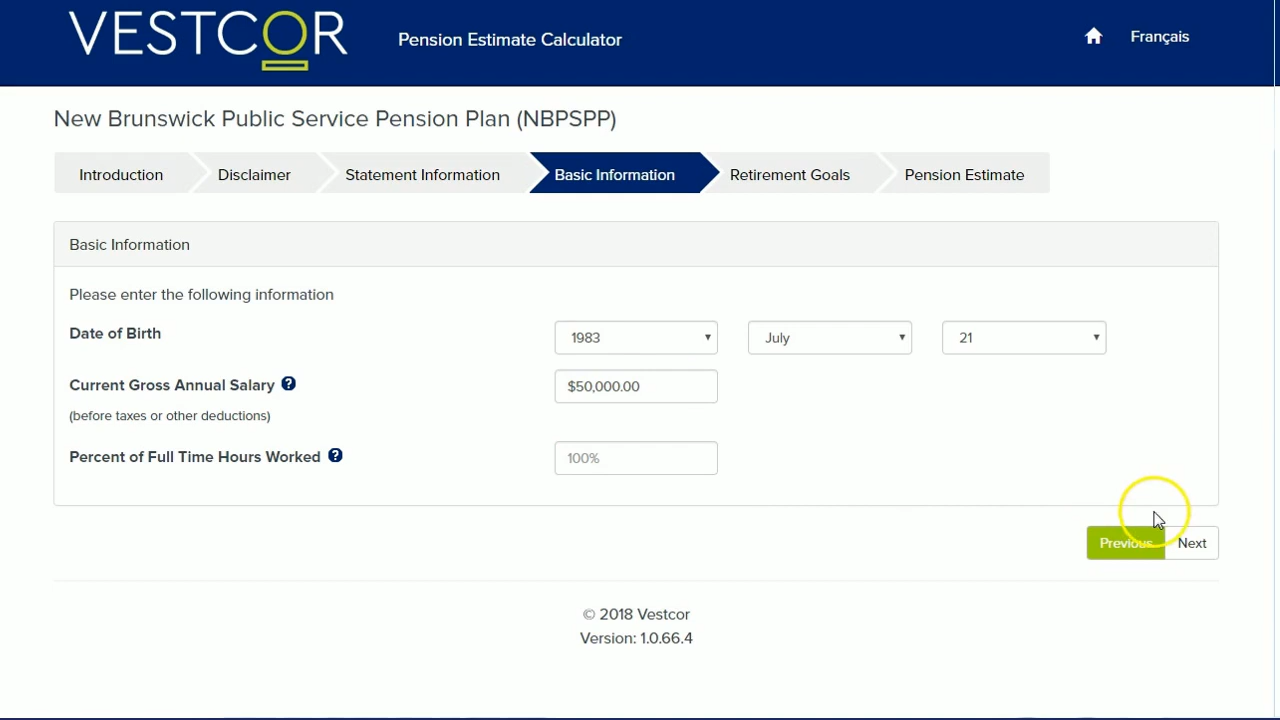 VESTCOR
Pension Estimate Calculator
Français
New Brunswick Public Service Pension Plan (NBPSPP)
Introduction
Disclaimer
Statement Information
Basic Information
Retirement Goals
Pension Estimate
Basic Information
Please enter the following information
Date of Birth
1983
July
21
Current Gross Annual Salary ?
$50,000.00
(before taxes or other deductions)
Percent of Full Time Hours Worked ?
100%
Previous
Next
© 2018 Vestcor
Version: 1.0.66.4